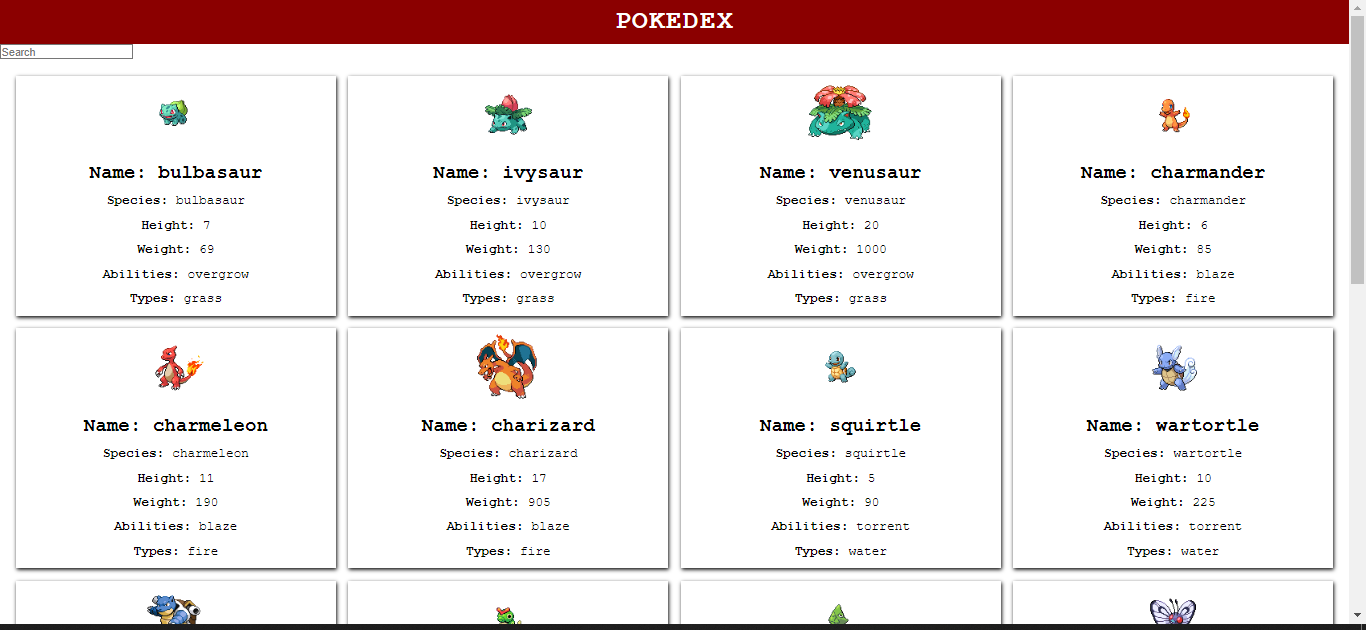 POKEDEX
Search
Name: bulbasaur
Species: bulbasaur
Height: 7
Weight: 69
Abilities: overgrow
Types: grass
Name: ivysaur
Species: ivysaur
Height: 10
Weight: 130
Abilities: overgrow
Types: grass
Name: venusaur
Species: venusaur
Height: 20
Weight: 1000
Abilities: overgrow
Types: grass
Name: charmander
Species: charmander
Height: 6
Weight: 85
Abilities: blaze
Types: fire
Name: charmeleon
Species: charmeleon
Height: 11
Weight: 190
Abilities: blaze
Types: fire
Name: charizard
Species: charizard
Height: 17
Weight: 905
Abilities: blaze
Types: fire
Name: squirtle
Species: squirtle
Height: 5
Weight: 90
Abilities: torrent
Types: water
Name: wartortle
Species: wartortle
Height: 10
Weight: 225
Abilities: torrent
Types: water